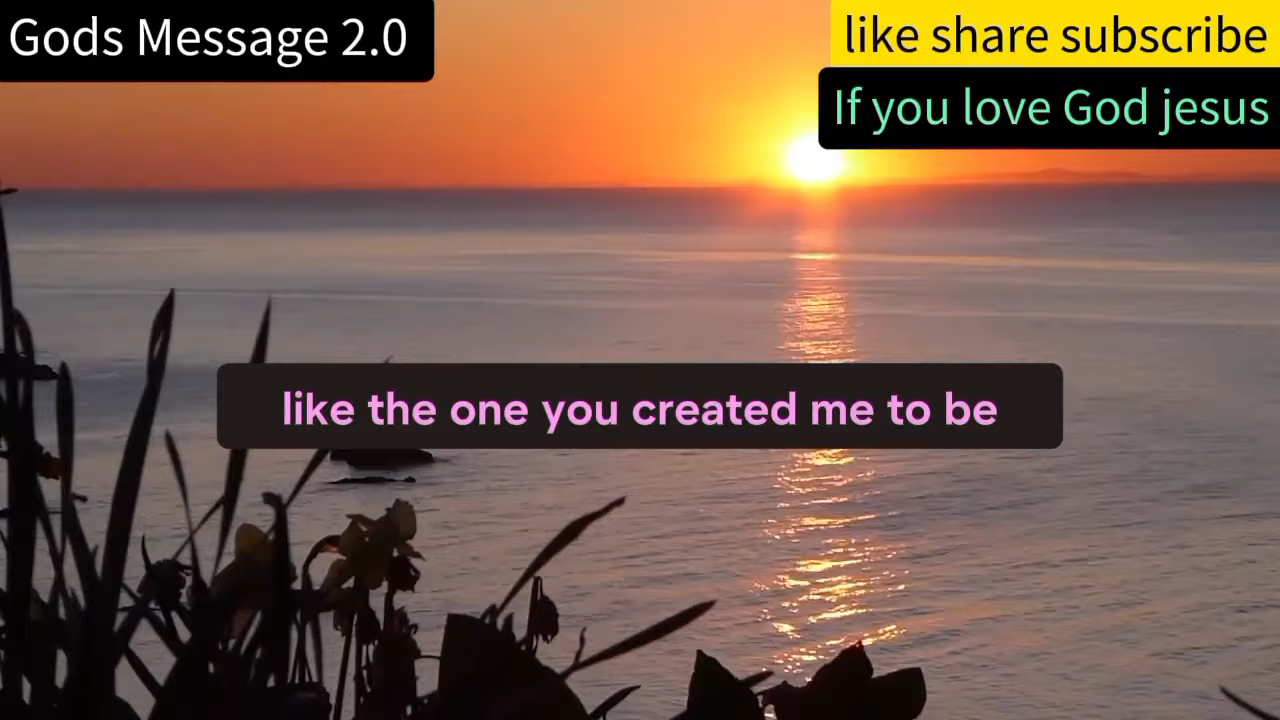 Gods Message 2.0
like share subscribe
If you love God jesus
like the one you created me to be